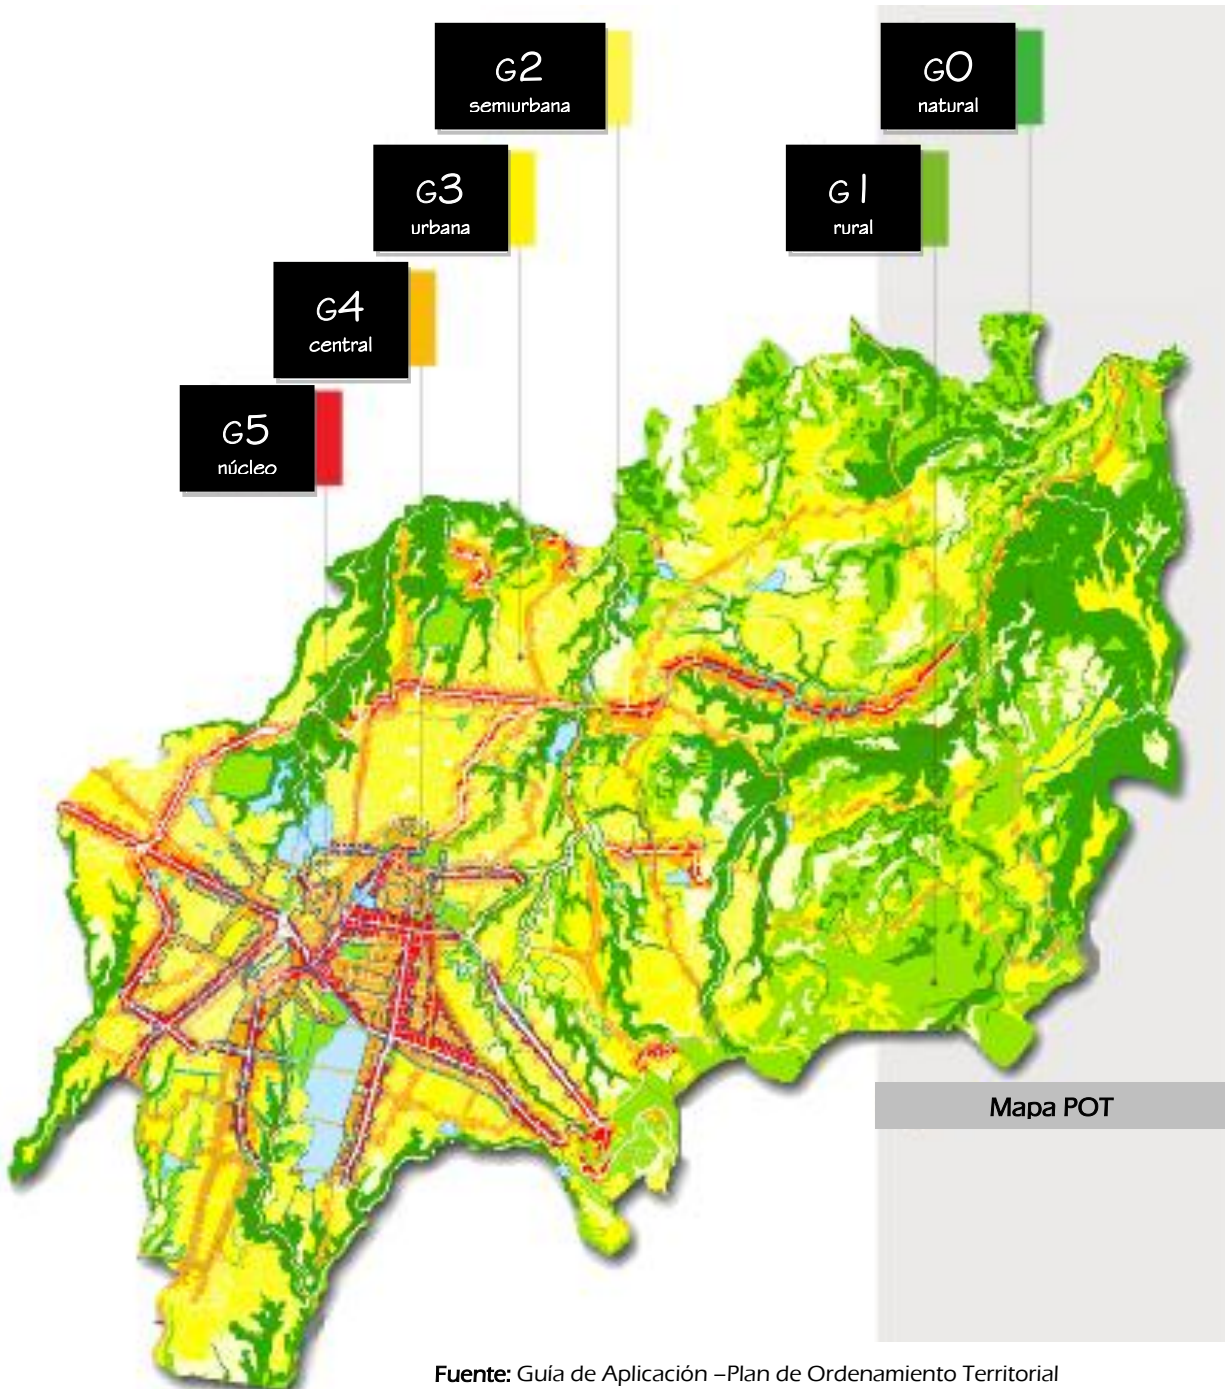 G2
semiurbana
G0
natural
G3
urbana
G1
rural
G4
central
G5
núcleo
Mapa POT
Fuente: Guía de Aplicación –Plan de Ordenamiento Territorial